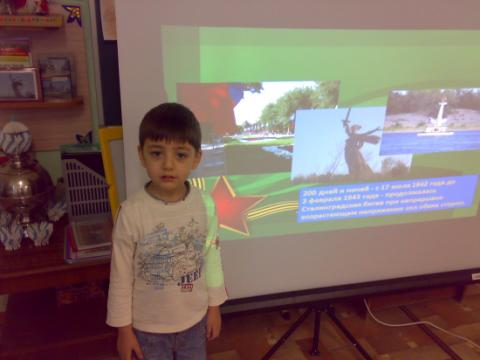 200 дней и ночей - с 17 июля 1942 года до
2 февраля 1943 года - продолжалась
Сталинградская битва при непрерывно
возрастающем напряжении сил обеих сторон.
JEEP